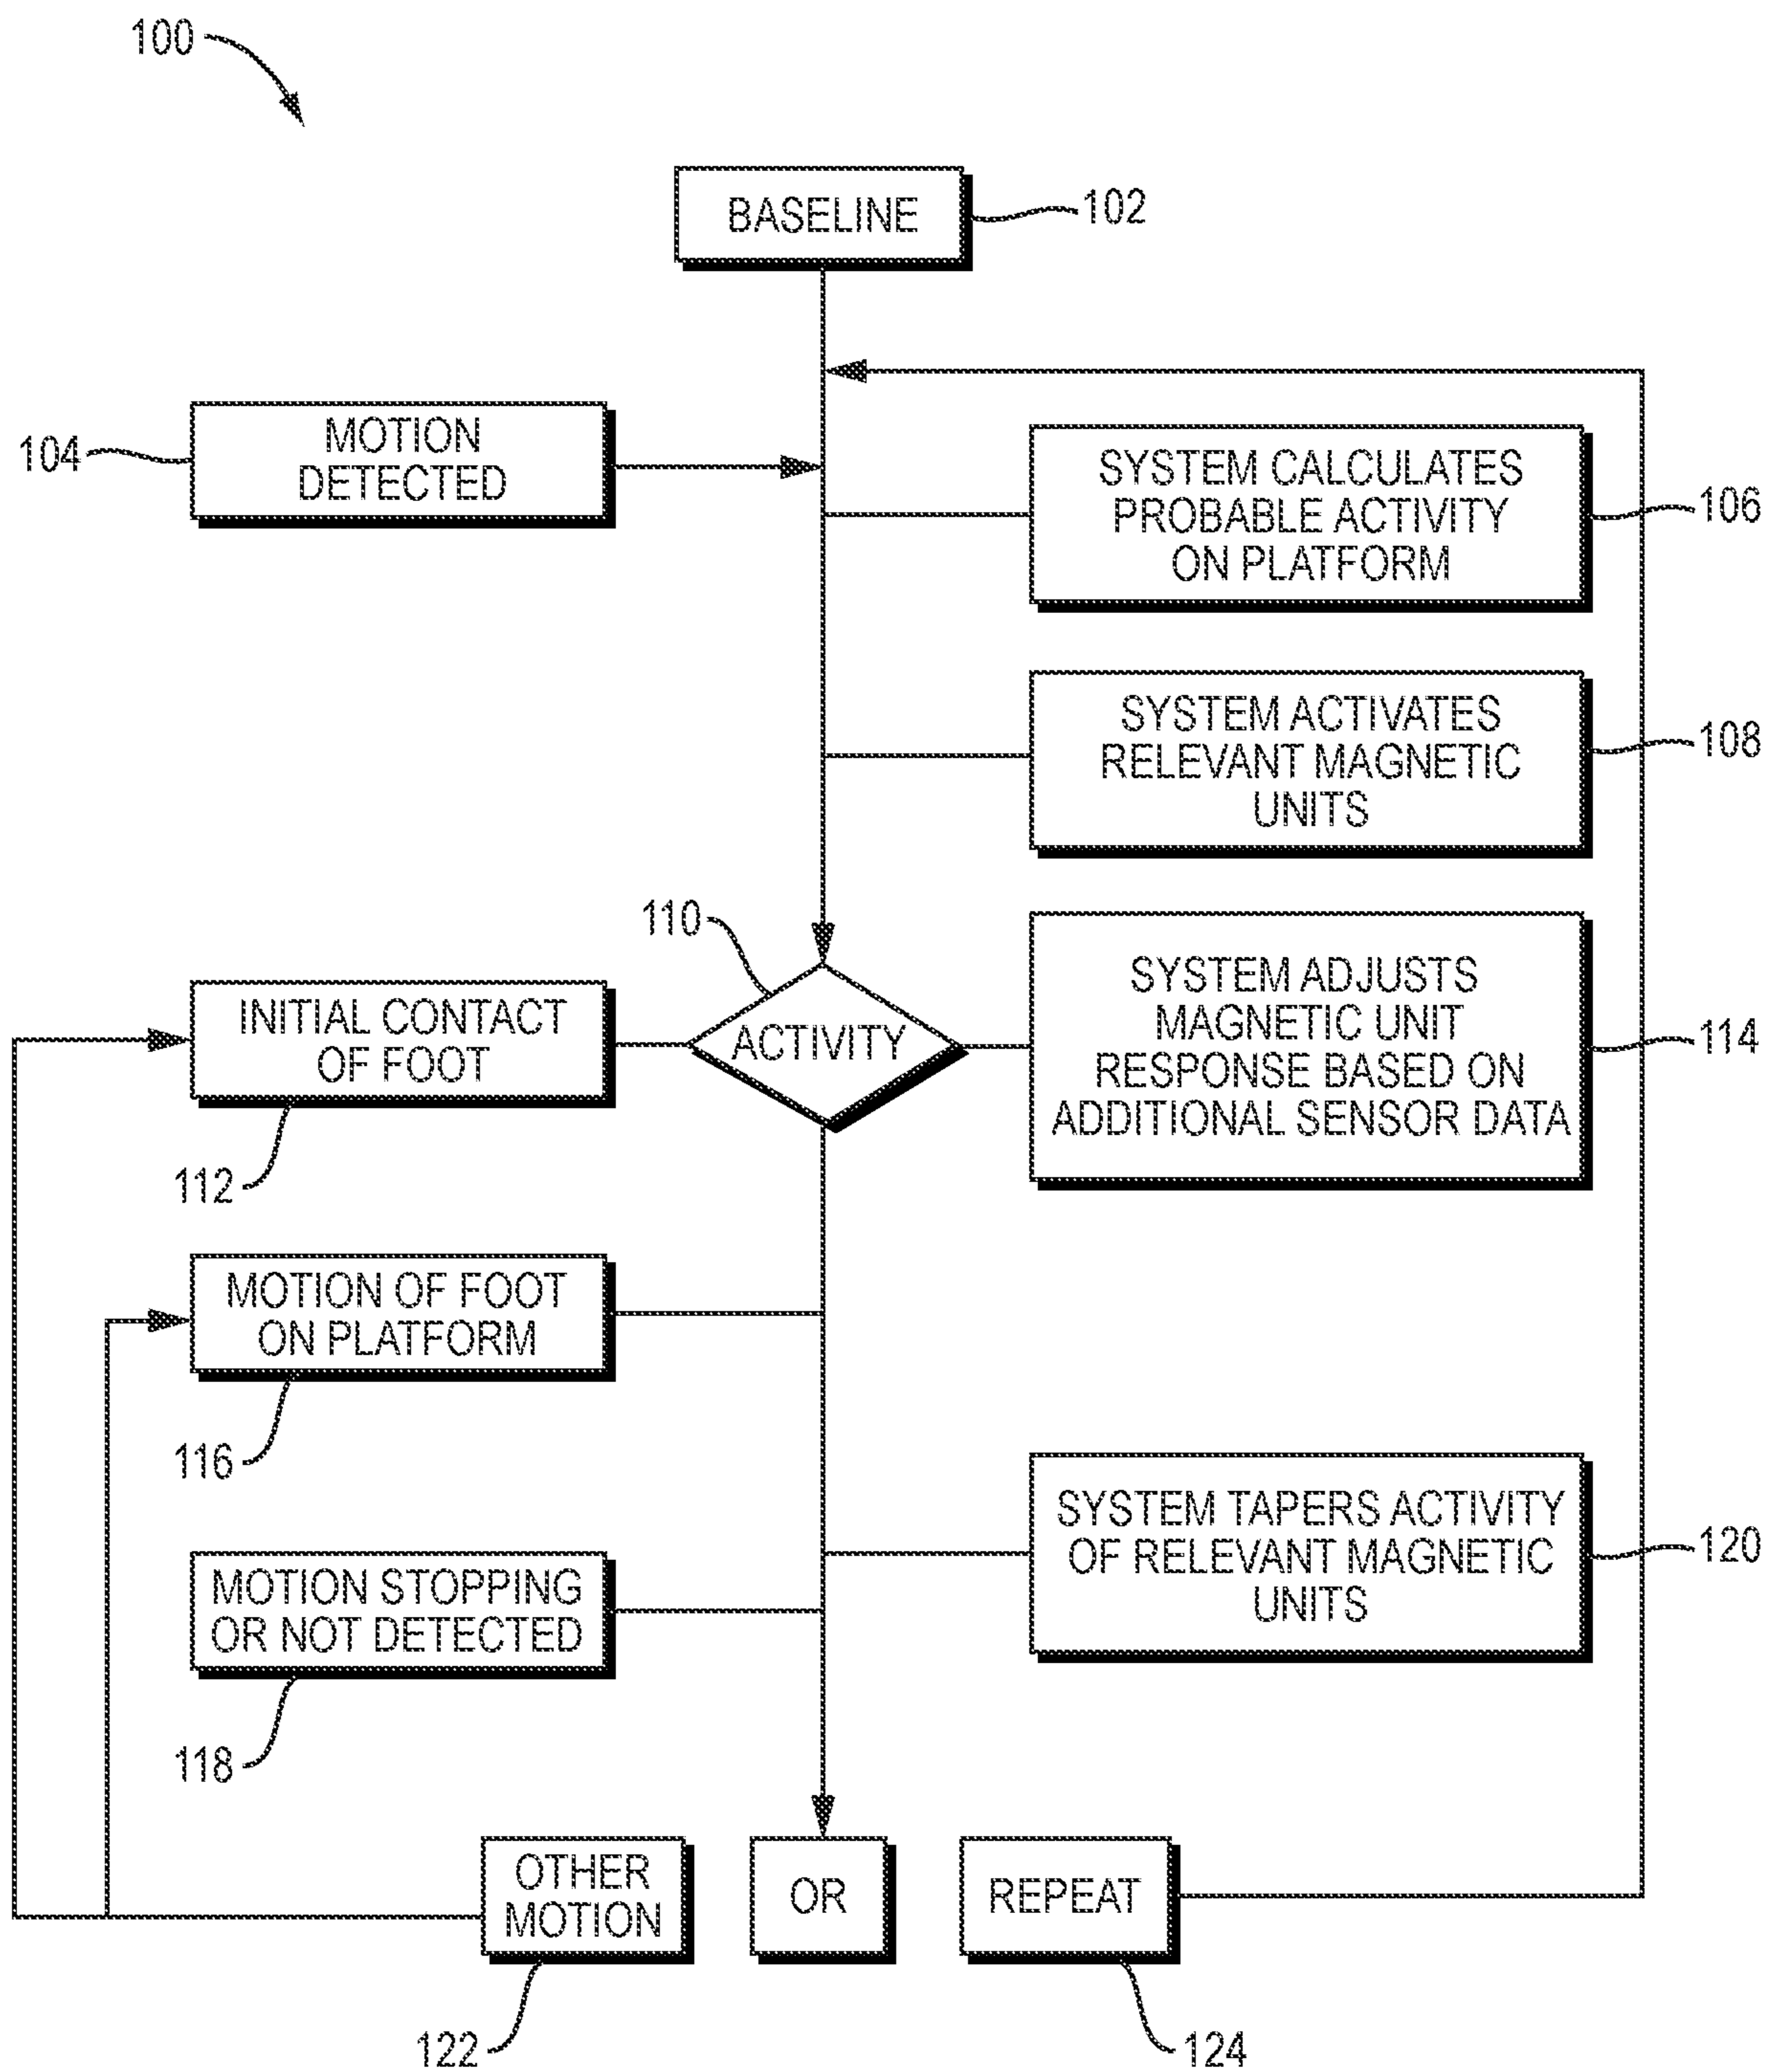 100
BASELINE
102
MOTION
DETECTED
104
SYSTEM CALCULATES
PROBABLE ACTIVITY
ON PLATFORM
106
SYSTEM ACTIVATES
RELEVANT MAGNETIC
UNITS
108
110
ACTIVITY
INITIAL CONTACT
OF FOOT
112
SYSTEM ADJUSTS
MAGNETIC UNIT
RESPONSE BASED ON
ADDITIONAL SENSOR DATA
114
MOTION OF FOOT
ON PLATFORM
116
MOTION STOPPING
OR NOT DETECTED
118
SYSTEM TAPERS ACTIVITY
OF RELEVANT MAGNETIC
UNITS
120
OTHER
MOTION
122
OR
REPEAT
124